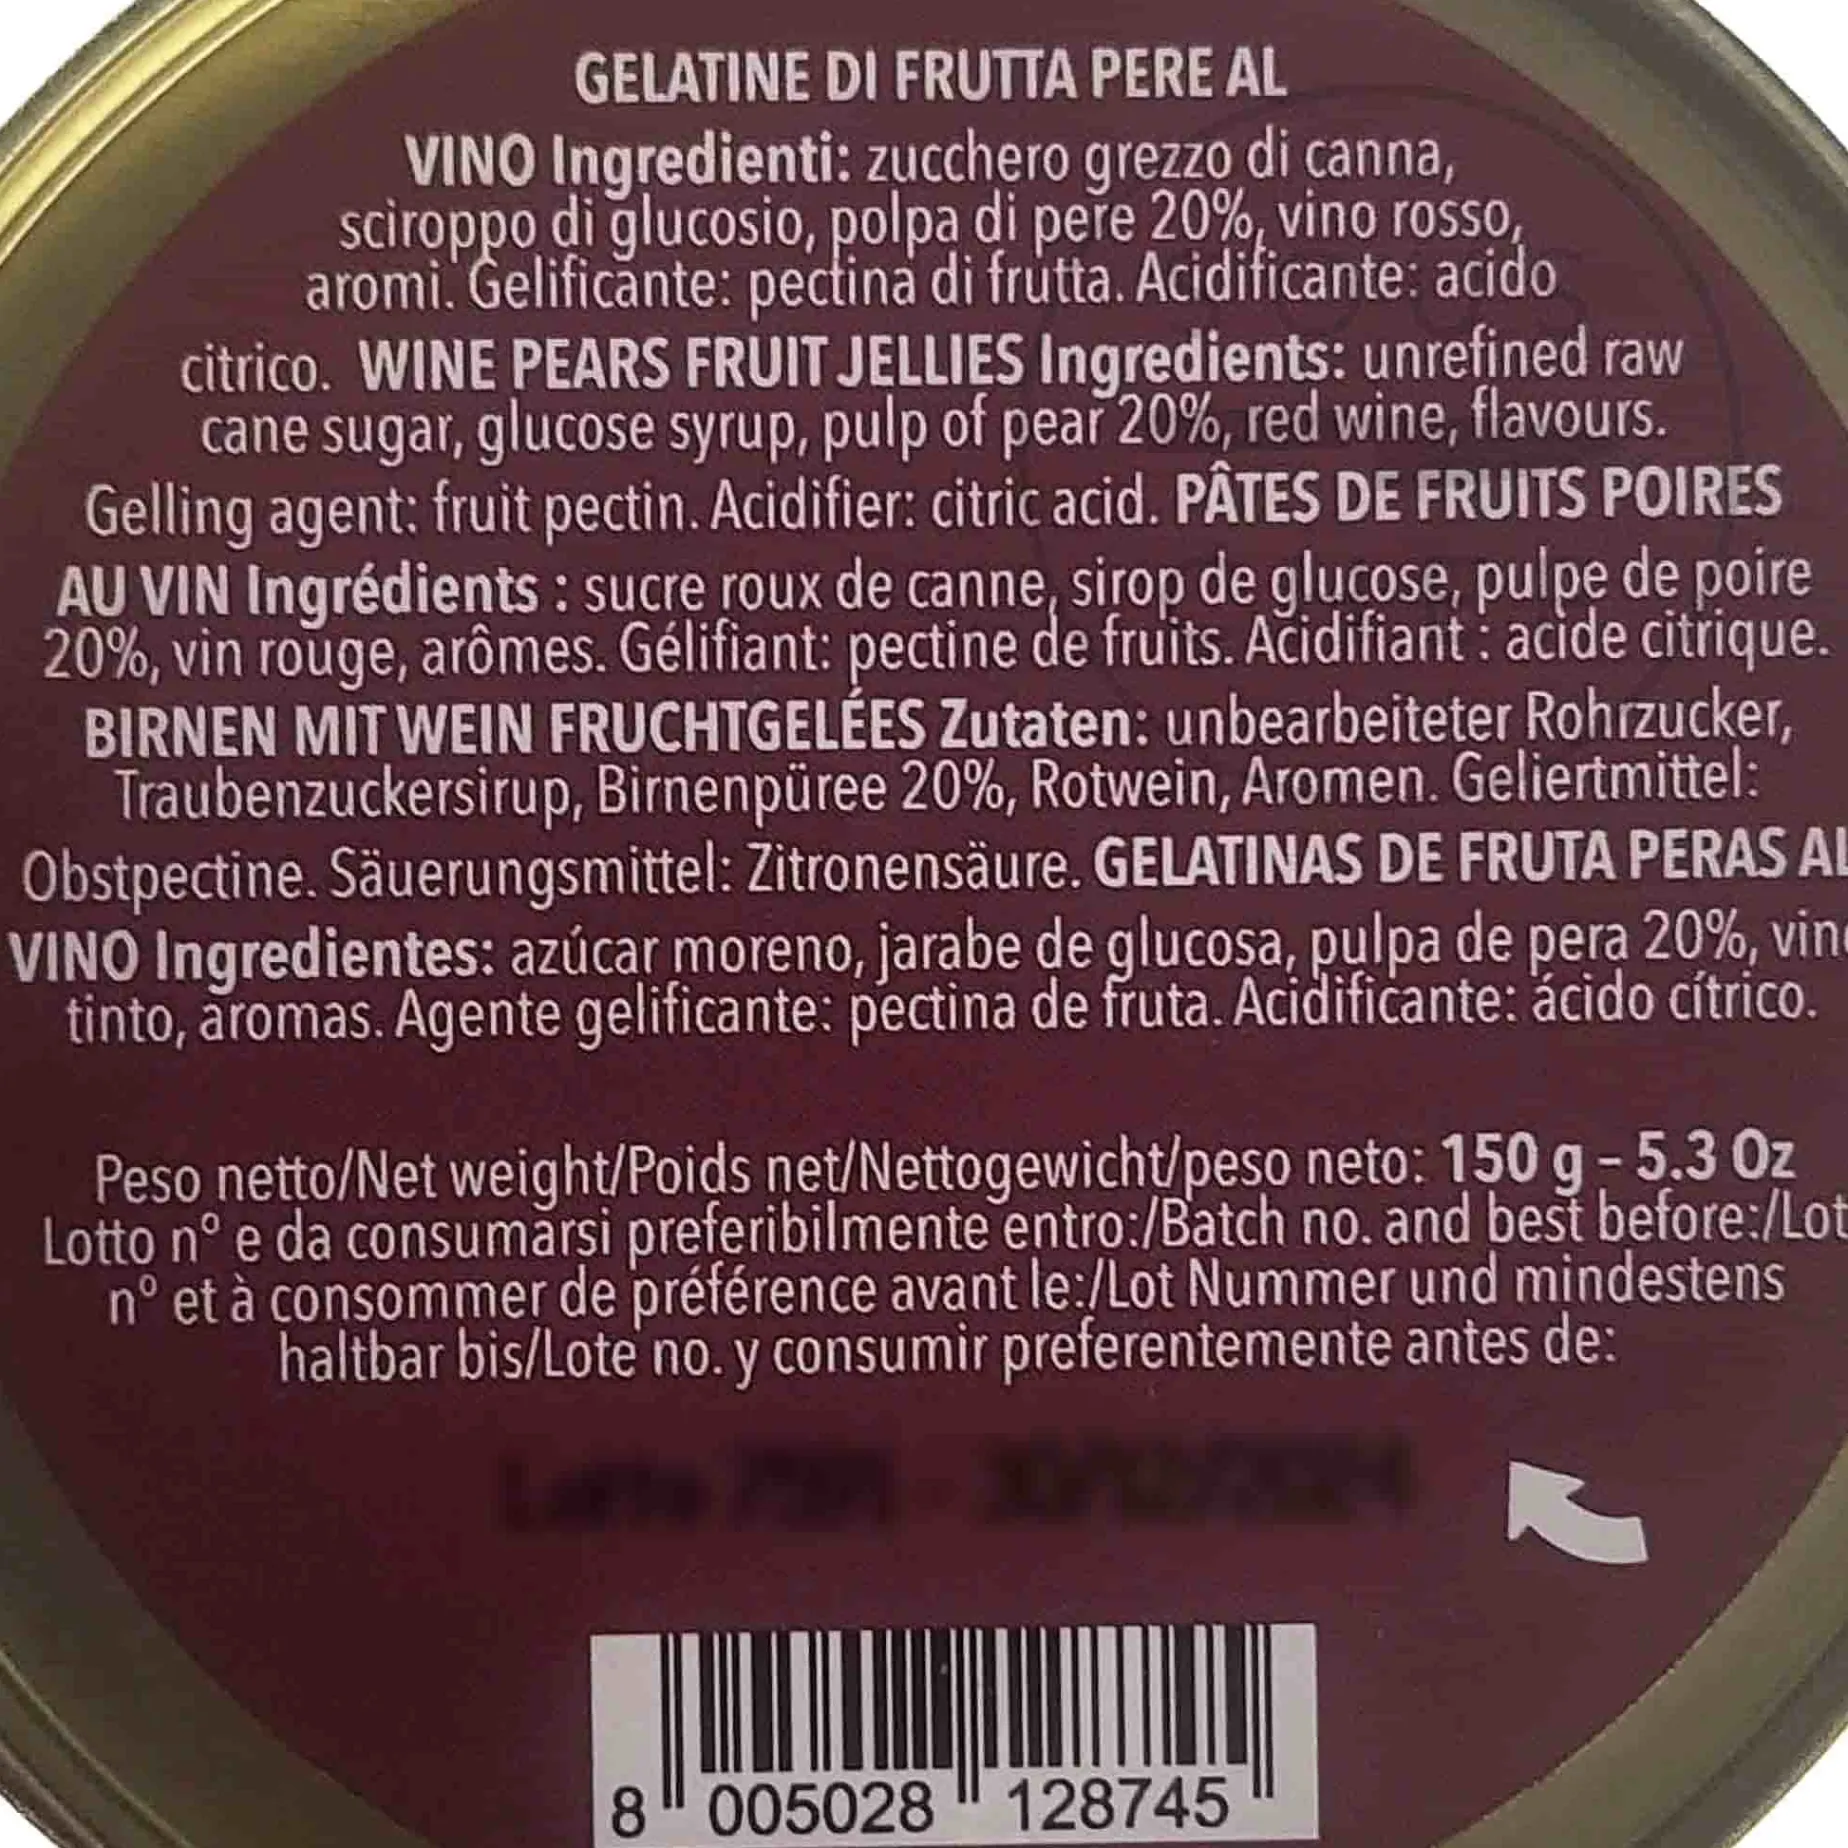 GELATINE DI FRUTTA PERE AL
VINO Ingredienti: zucchero grezzo di canna,
sciroppo di glucosio, polpa di pere 20%, vino rosso,
aromi. Gelificante: pectina di frutta. Acidificante: acido
citrico. WINE PEARS FRUIT JELLIES Ingredients: unrefined raw
cane sugar, glucose syrup, pulp of pear 20%, red wine, flavours.
Gelling agent: fruit pectin. Acidifier: citric acid. PÂTES DE FRUITS POIRES
AU VIN Ingrédients : sucre roux de canne, sirop de glucose, pulpe de poire
20%, vin rouge, arômes. Gélifiant: pectine de fruits. Acidifiant : acide citrique.
BIRNEN MIT WEIN FRUCHTGELÉES Zutaten: unbearbeiteter Rohrzucker,
Traubenzuckersirup, Birnenpüree 20%, Rotwein, Aromen. Geliertmittel:
Obstpectine. Säuerungsmittel: Zitronensäure. GELATINAS DE FRUTA PERAS AL
VINO Ingredientes: azúcar moreno, jarabe de glucosa, pulpa de pera 20%, vino
tinto, aromas. Agente gelificante: pectina de fruta. Acidificante: ácido cítrico.
Peso netto/Net weight/Poids net/Nettogewicht/peso neto: 150 g – 5.3 Oz
Lotto n° e da consumarsi preferibilmente entro:/Batch no. and best before:/Lot
n° et à consommer de préférence avant le:/Lot Nummer und mindestens
haltbar bis/Lote no. y consumir preferentemente antes de:
8 005028 128745